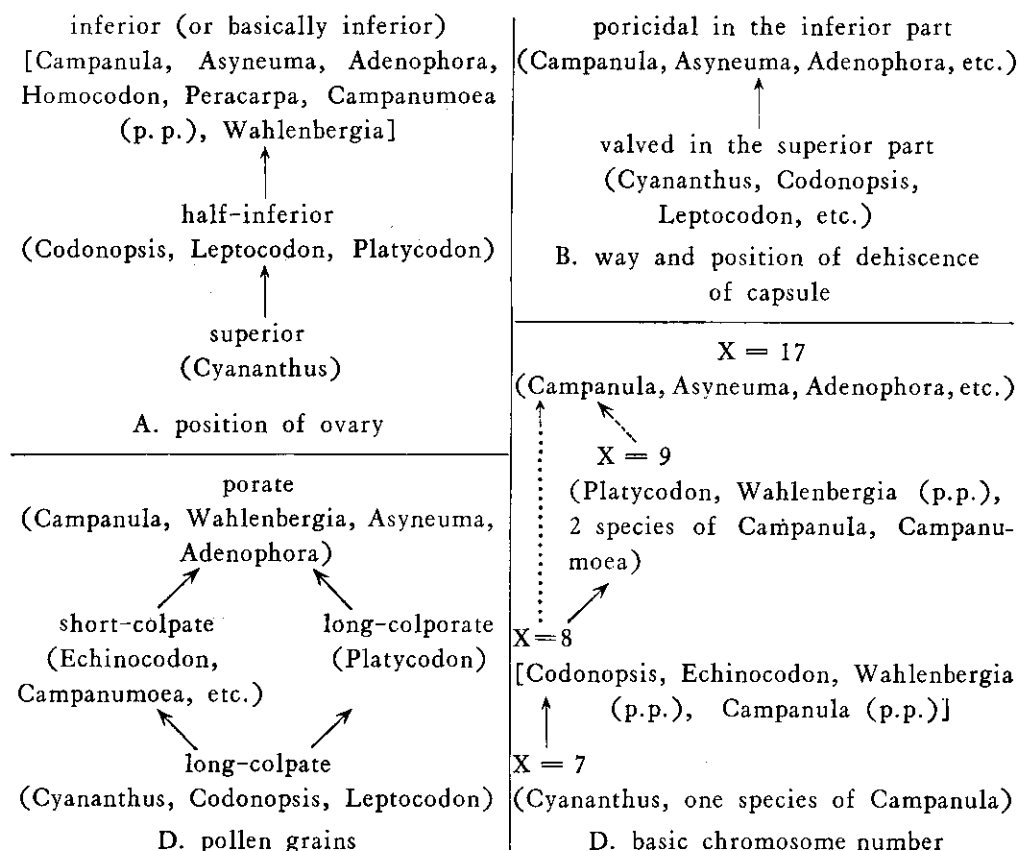 inferior (or basically inferior)
[Campanula, Asyneuma, Adenophora,
Homocodon, Peracarpa, Campanumoea
(p. p.), Wahlenbergia]
half-inferior
(Codonopsis, Leptocodon, Platycodon)
superior
(Cyananthus)
A. position of ovary
poricidal in the inferior part
(Campanula, Asyneuma, Adenophora, etc.)
valved in the superior part
(Cyananthus, Codonopsis,
Leptocodon, etc.)
B. way and position of dehiscence
of capsule
porate
(Campanula, Wahlenbergia, Asyneuma,
Adenophora)
short-colpate
(Echinocodon,
Campanumoea, etc.)
long-colporate
(Platycodon)
long-colpate
(Cyananthus, Codonopsis, Leptocodon)
D. pollen grains
X = 17
(Campanula, Asyneuma, Adenophora, etc.)
X = 9
(Platycodon, Wahlenbergia (p.p.),
2 species of Campanula, Campanu-
moea)
X=8
[Codonopsis, Echinocodon, Wahlenbergia
(p.p.), Campanula (p.p.)]
X = 7
(Cyananthus, one species of Campanula)
D. basic chromosome number